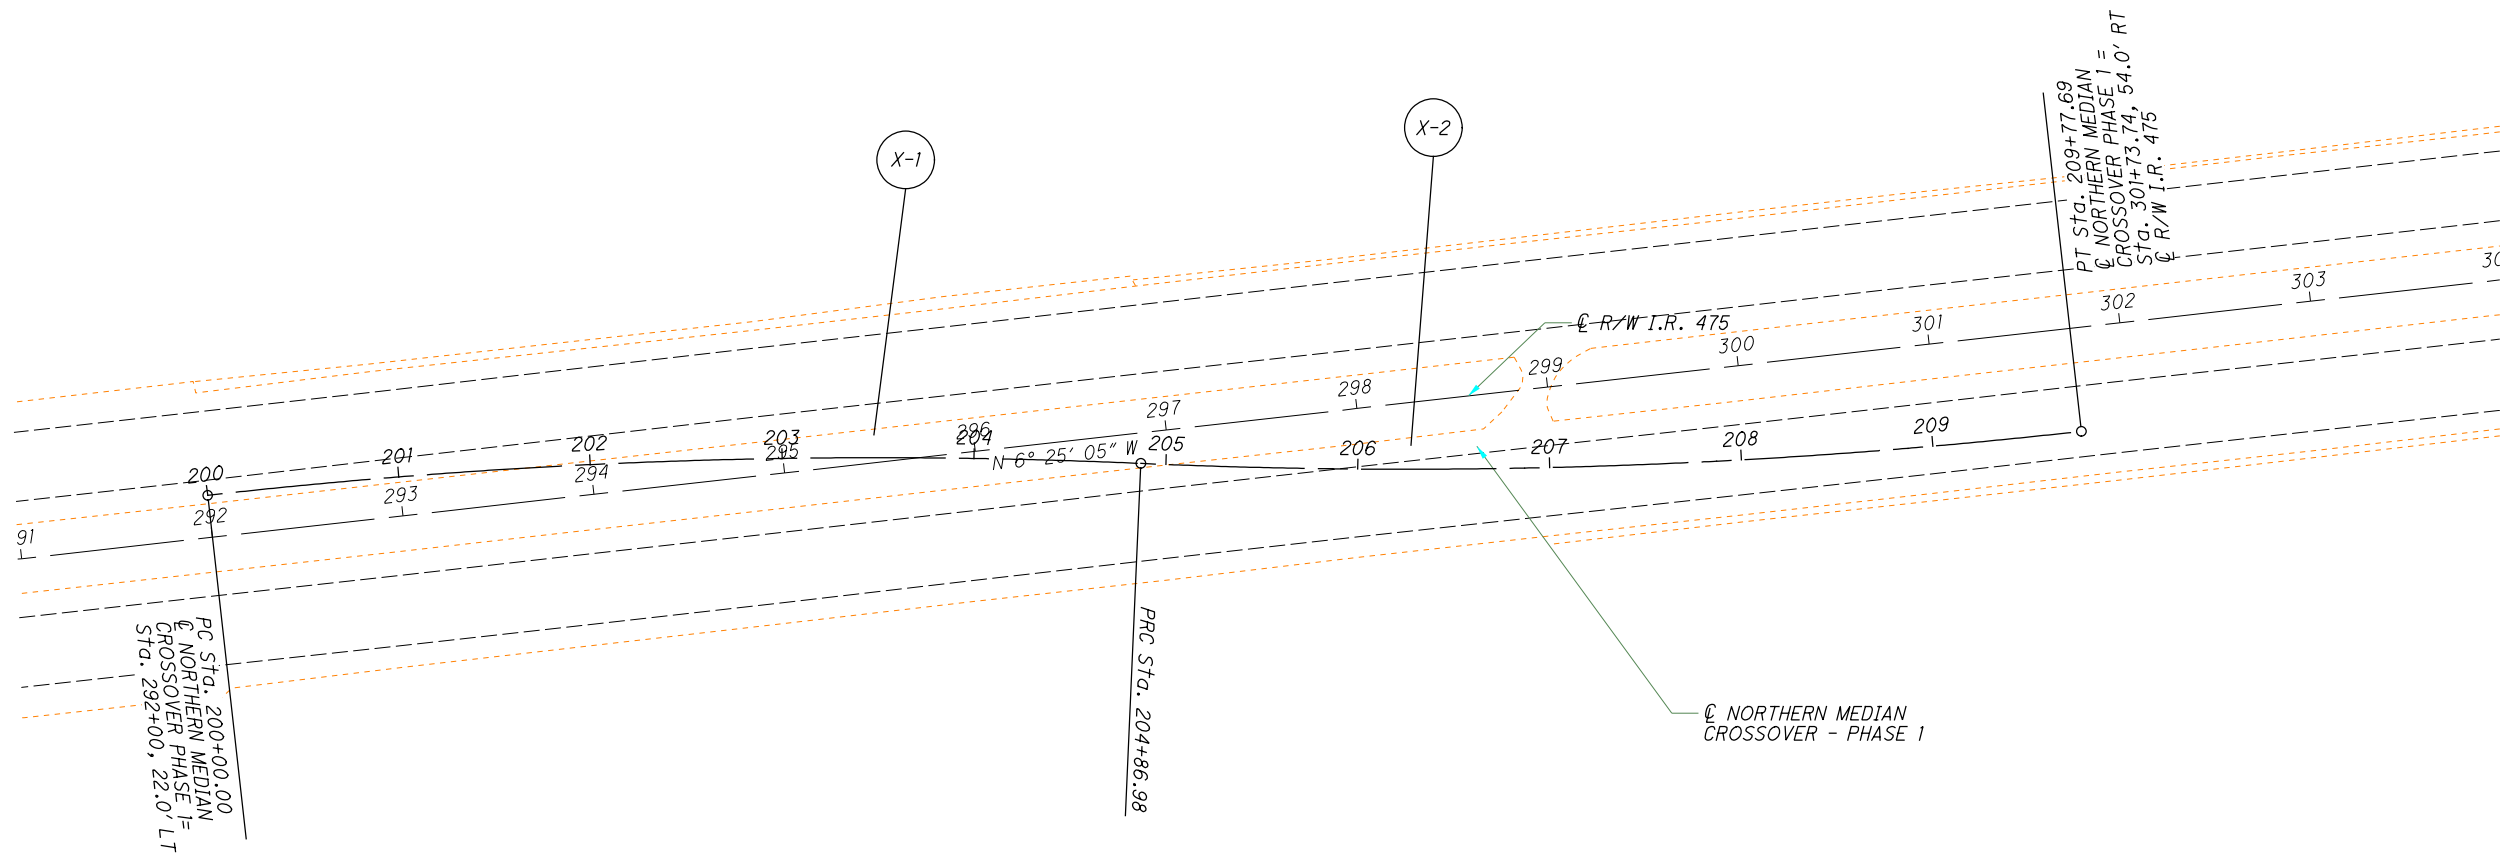 X-1
X-2
PT Sta. 209+77.69
℄ NORTHERN MEDIAN
CROSSOVER PHASE 1 =
Sta. 301+73.74, 54.0' RT
℄ R/W I.R. 475
℄ R/W I.R. 475
91
292
293
294
295
296
297
298
299
300
301
302
303
30
200
201
202
203
204
205
206
207
208
209
N 6° 25' 05" W
PC Sta. 200+00.00
℄ NORTHERN MEDIAN
CROSSOVER PHASE 1=
Sta. 292+00, 22.0' LT
PRC Sta. 204+86.98
℄ NORTHERN MEDIAN
CROSSOVER - PHASE 1